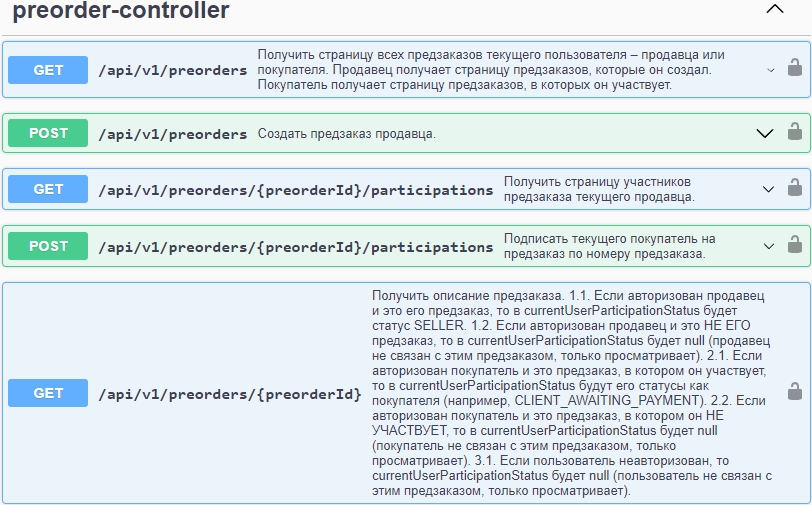 preorder-controller
GET /api/v1/preorders
Получить страницу всех предзаказов текущего пользователя – продавца или
покупателя. Продавец получает страницу предзаказов, которые он создал.
Покупатель получает страницу предзаказов, в которых он участвует.
POST /api/v1/preorders Создать предзаказ продавца.
GET /api/v1/preorders/{preorderId}/participations
Получить страницу участников
предзаказа текущего продавца.
POST /api/v1/preorders/{preorderId}/participations
Подписать текущего покупатель на
предзаказ по номеру предзаказа.
GET /api/v1/preorders/{preorderId}
Получить описание предзаказа. 1.1. Если авторизован продавец
и это его предзаказ, то в currentUserParticipationStatus будет
статус SELLER. 1.2. Если авторизован продавец и это НЕ ЕГО
предзаказ, то в currentUserParticipationStatus будет null (продавец
не связан с этим предзаказом, только просматривает). 2.1. Если
авторизован покупатель и это предзаказ, в котором он участвует,
то в currentUserParticipationStatus будут его статусы как
покупателя (например, CLIENT_AWAITING_PAYMENT). 2.2. Если
авторизован покупатель и это предзаказ, в котором он НЕ
УЧАСТВУЕТ, то в currentUserParticipationStatus будет null
(покупатель не связан с этим предзаказом, только
просматривает). 3.1. Если пользователь неавторизован, то
currentUserParticipationStatus будет null (пользователь не связан с
этим предзаказом, только просматривает).